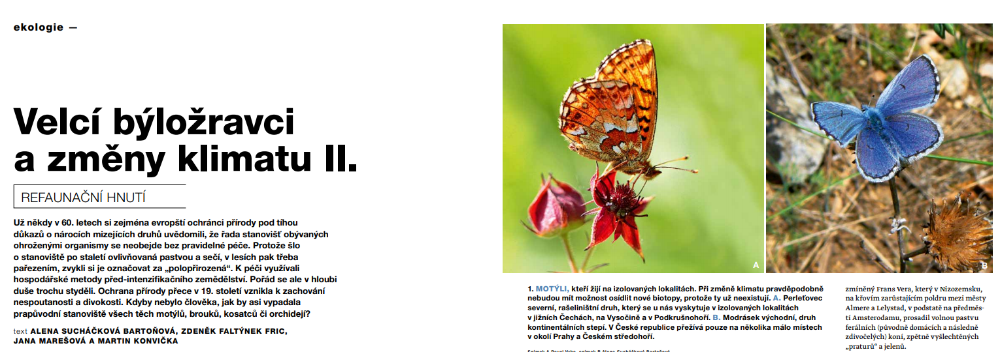 ekologie —
Velcí býložravci
a změny klimatu II.
REFAUNAČNÍ HNUTÍ
Už někdy v 60. letech si zejména evropští ochránci přírody pod tíhou
důkazů o nárocích mizejících druhů uvědomili, že řada stanovišť obývaných
ohroženými organismy se neobejde bez pravidelné péče. Protože šlo
o stanoviště po staletí ovlivňovaná pastvou a sečí, v lesích pak třeba
pařezením, zvykli si je označovat za „polopřirozená“. K péči využívali
hospodářské metody před-intenzifikačního zemědělství. Pořád se ale v hloubi
duše trochu styděli. Ochrana přírody přece v 19. století vznikla k zachování
nespoutanosti a divokosti. Kdyby nebylo člověka, jak by asi vypadala
prapůvodní stanoviště všech těch motýlů, brouků, kosatců či orchidejí?
text ALENA SUCHÁČKOVÁ BARTOŇOVÁ, ZDENĚK FALTÝNEK FRIC,
JANA MAREŠOVÁ A MARTIN KONVIČKA
A
B
1. MOTÝLI, kteří žijí na izolovaných lokalitách. Při změně klimatu pravděpodobně
nebudou mít možnost osídlit nové biotopy, protože ty už neexistují. A. Perleťovec
severní, rašeliništní druh, který se u nás vyskytuje v izolovaných lokalitách
v jižních Čechách, na Vysočině a v Podkrušnohoří. B. Modrásek východní, druh
kontinentálních stepí. V České republice přežívá pouze na několika málo místech
v okolí Prahy a Českém středohoří.
zmíněný Frans Vera, který v Nizozemsku,
na křovím zarůstajícím poldru mezi městy
Almere a Lelystad, v podstatě na předměs-
tí Amsterodamu, prosadil volnou pastvu
ferálních (původně domácích a následně
zdivočelých) koní, zpětně vyšlechtěných
„praturů“ a jelenů.